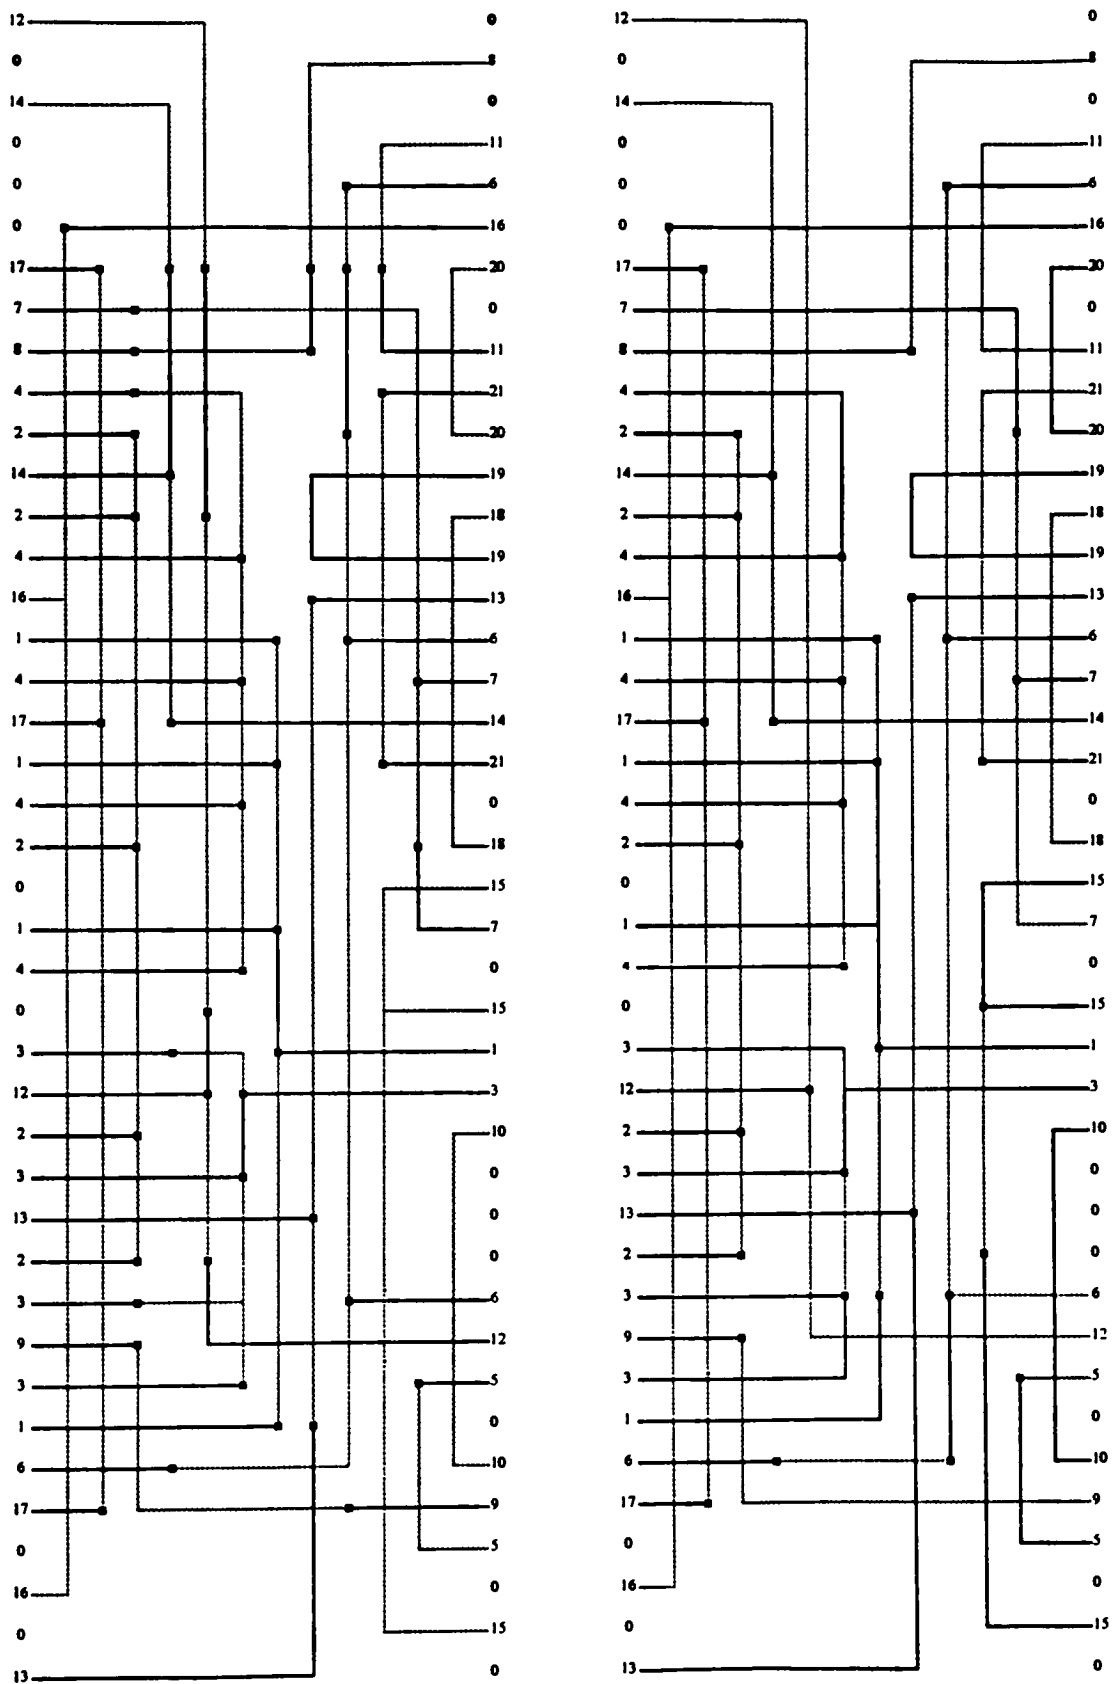 12 0 12 0
0 8 0 8
14 0 14 0
0 11 0 11
0 6 0 6
0 16 0 16
17 20 17 20
7 0 7 0
8 11 8 11
4 21 4 21
2 20 2 20
14 19 14 19
2 18 2 18
4 19 4 19
16 13 16 13
1 6 1 6
4 7 4 7
17 14 17 14
1 21 1 21
4 0 4 0
2 18 2 18
0 15 0 15
1 7 1 7
4 0 4 0
0 15 0 15
3 1 3 1
12 3 12 3
2 10 2 10
3 0 3 0
13 0 13 0
2 0 2 0
3 6 3 6
9 12 9 12
3 5 3 5
1 0 1 0
6 10 6 10
17 9 17 9
0 5 0 5
16 0 16 0
0 15 0 15
13 0 13 0